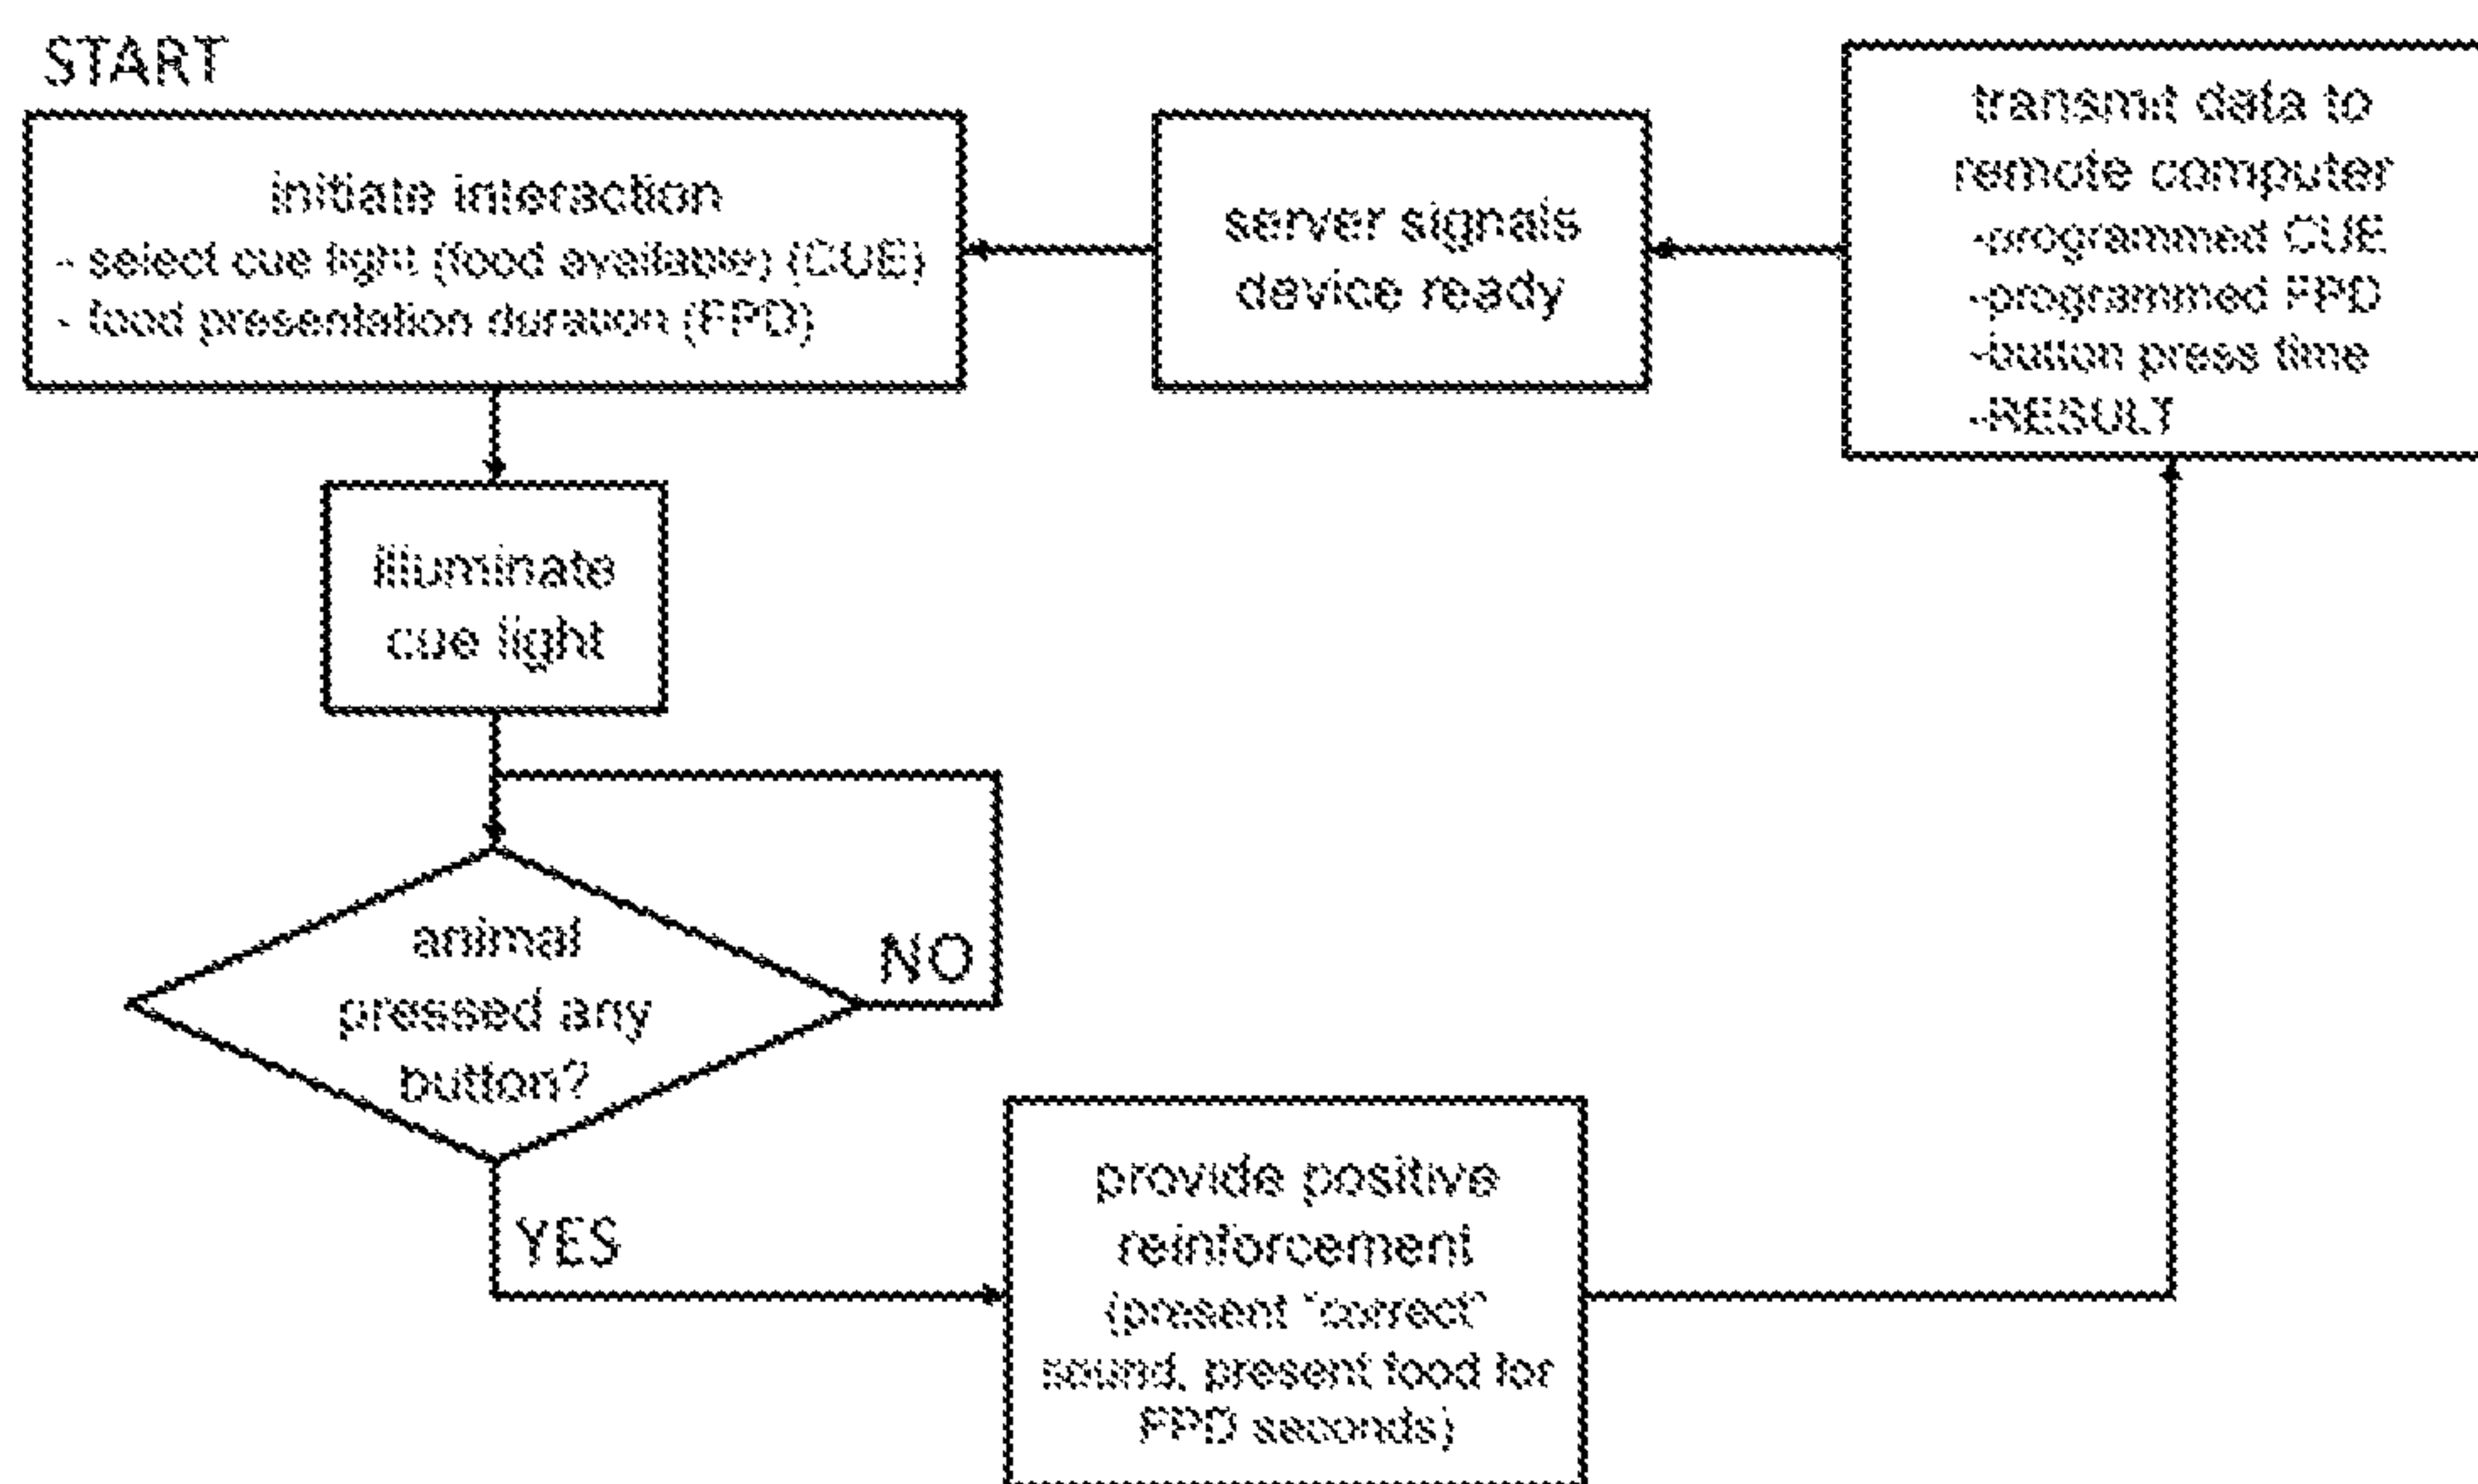 START
initiate interaction
- select cue light (food available) (CUE)
- food presentation duration (FPD)
server signals
device ready
transmit data to
remote computer
-programmed CUE
-programmed FPD
-button press time
-RESULT
illuminate
cue light
animal
pressed any
button?
NO
YES
provide positive
reinforcement
(present "correct"
sound, present food for
FPD seconds)